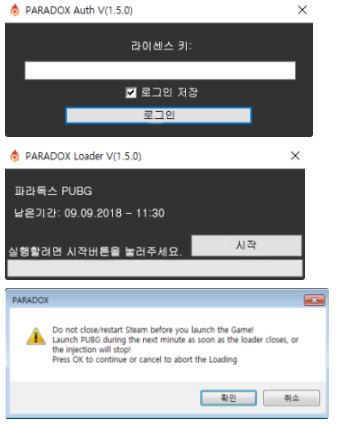 PARADOX Auth V(1.5.0)
라이센스 키:
로그인 저장
로그인
PARADOX Loader V(1.5.0)
파라독스 PUBG
남은기간: 09.09.2018 - 11:30
실행할려면 시작버튼을 눌러주세요.
시작
PARADOX
Do not close/restart Steam before you launch the Game!
Launch PUBG during the next minute as soon as the loader closes, or
the injection will stop!
Press OK to continue or cancel to abort the Loading
확인
취소